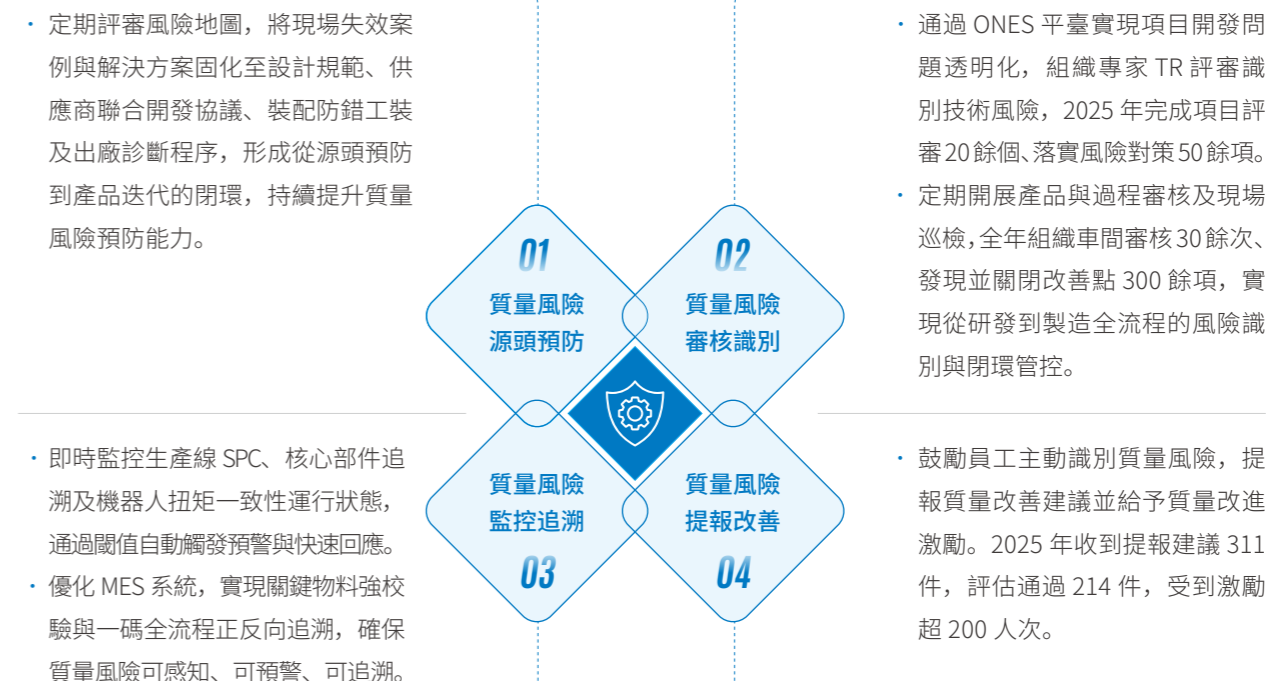 · 定期評審風險地圖，將現場失效案
例與解決方案固化至設計規範、供
應商聯合開發協議、裝配防錯工裝
及出廠診斷程序，形成從源頭預防
到產品迭代的閉環，持續提升質量
風險預防能力。
01
質量風險
源頭預防
02
質量風險
審核識別
· 通過 ONES 平臺實現項目開發問
題透明化，組織專家 TR 評審識
別技術風險，2025 年完成項目評
審20餘個、落實風險對策50餘項。
· 定期開展產品與過程審核及現場
巡檢，全年組織車間審核30餘次、
發現並關閉改善點 300 餘項，實
現從研發到製造全流程的風險識
別與閉環管控。
· 即時監控生產線 SPC、核心部件追
溯及機器人扭矩一致性運行狀態，
通過閾值自動觸發預警與快速回應。
· 優化 MES 系統，實現關鍵物料強校
驗與一碼全流程正反向追溯，確保
質量風險可感知、可預警、可追溯。
質量風險
監控追溯
03
質量風險
提報改善
04
· 鼓勵員工主動識別質量風險，提
報質量改善建議並給予質量改進
激勵。2025 年收到提報建議 311
件，評估通過 214 件，受到激勵
超 200 人次。